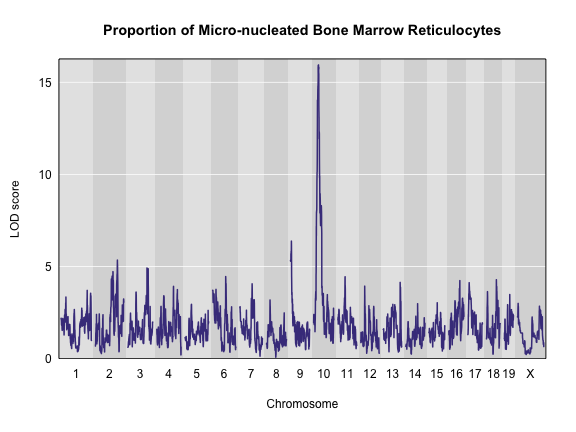 Proportion of Micro-nucleated Bone Marrow Reticulocytes
LOD score
15
10
5
0
1 2 3 4 5 6 7 8 9 10 11 12 13 14 15 16 17 18 19 X
Chromosome